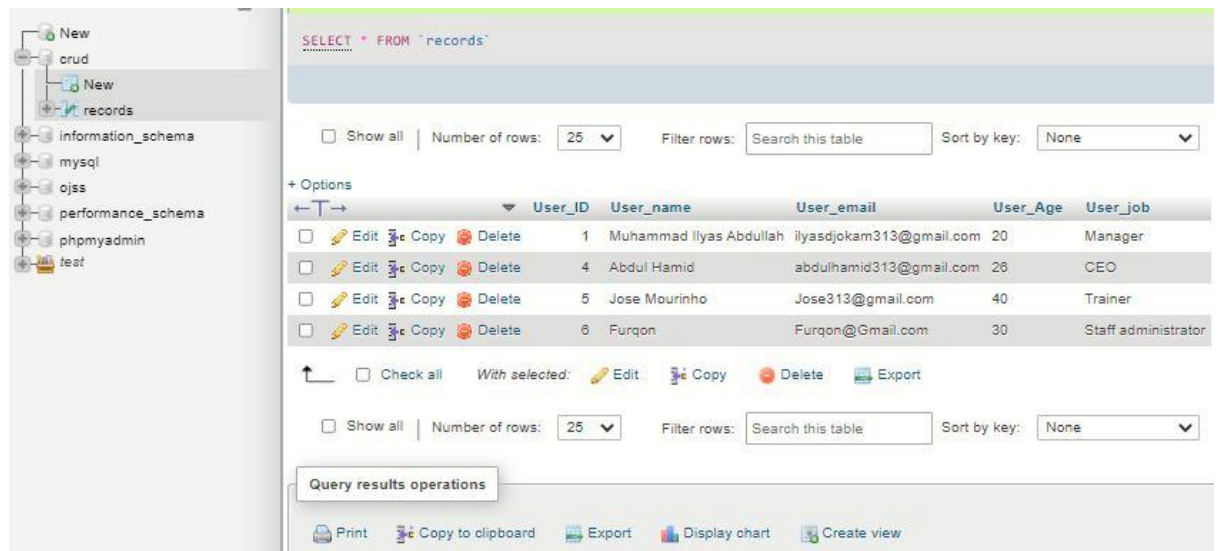 New
crud
New
records
information_schema
mysql
ojss
performance_schema
phpmyadmin
test
SELECT * FROM `records`
Show all | Number of rows: 25 Filter rows: Search this table Sort by key: None
+ Options
←T→ User_ID User_name User_email User_Age User_job
Edit Copy Delete 1 Muhammad Ilyas Abdullah ilyasdjokam313@gmail.com 20 Manager
Edit Copy Delete 4 Abdul Hamid abdulhamid313@gmail.com 26 CEO
Edit Copy Delete 5 Jose Mourinho Jose313@gmail.com 40 Trainer
Edit Copy Delete 6 Furqon Furqon@Gmail.com 30 Staff administrator
Check all With selected: Edit Copy Delete Export
Show all | Number of rows: 25 Filter rows: Search this table Sort by key: None
Query results operations
Print Copy to clipboard Export Display chart Create view